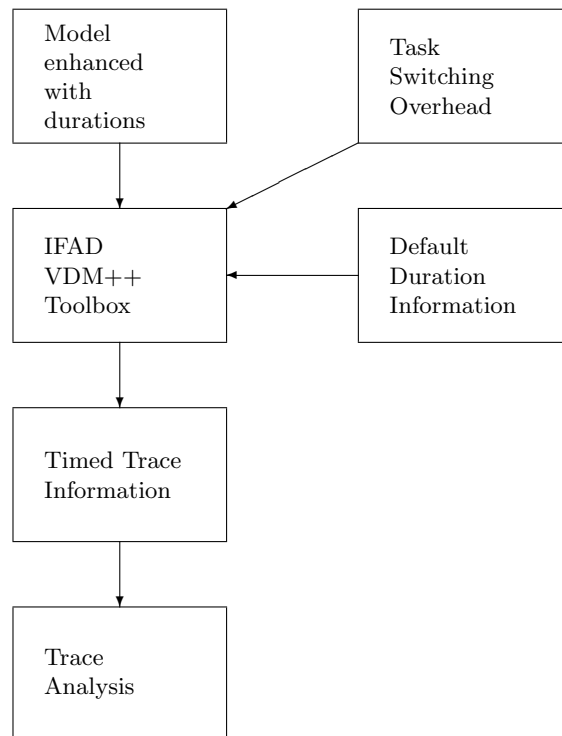 Model
enhanced
with
durations
Task
Switching
Overhead
IFAD
VDM++
Toolbox
Default
Duration
Information
Timed Trace
Information
Trace
Analysis